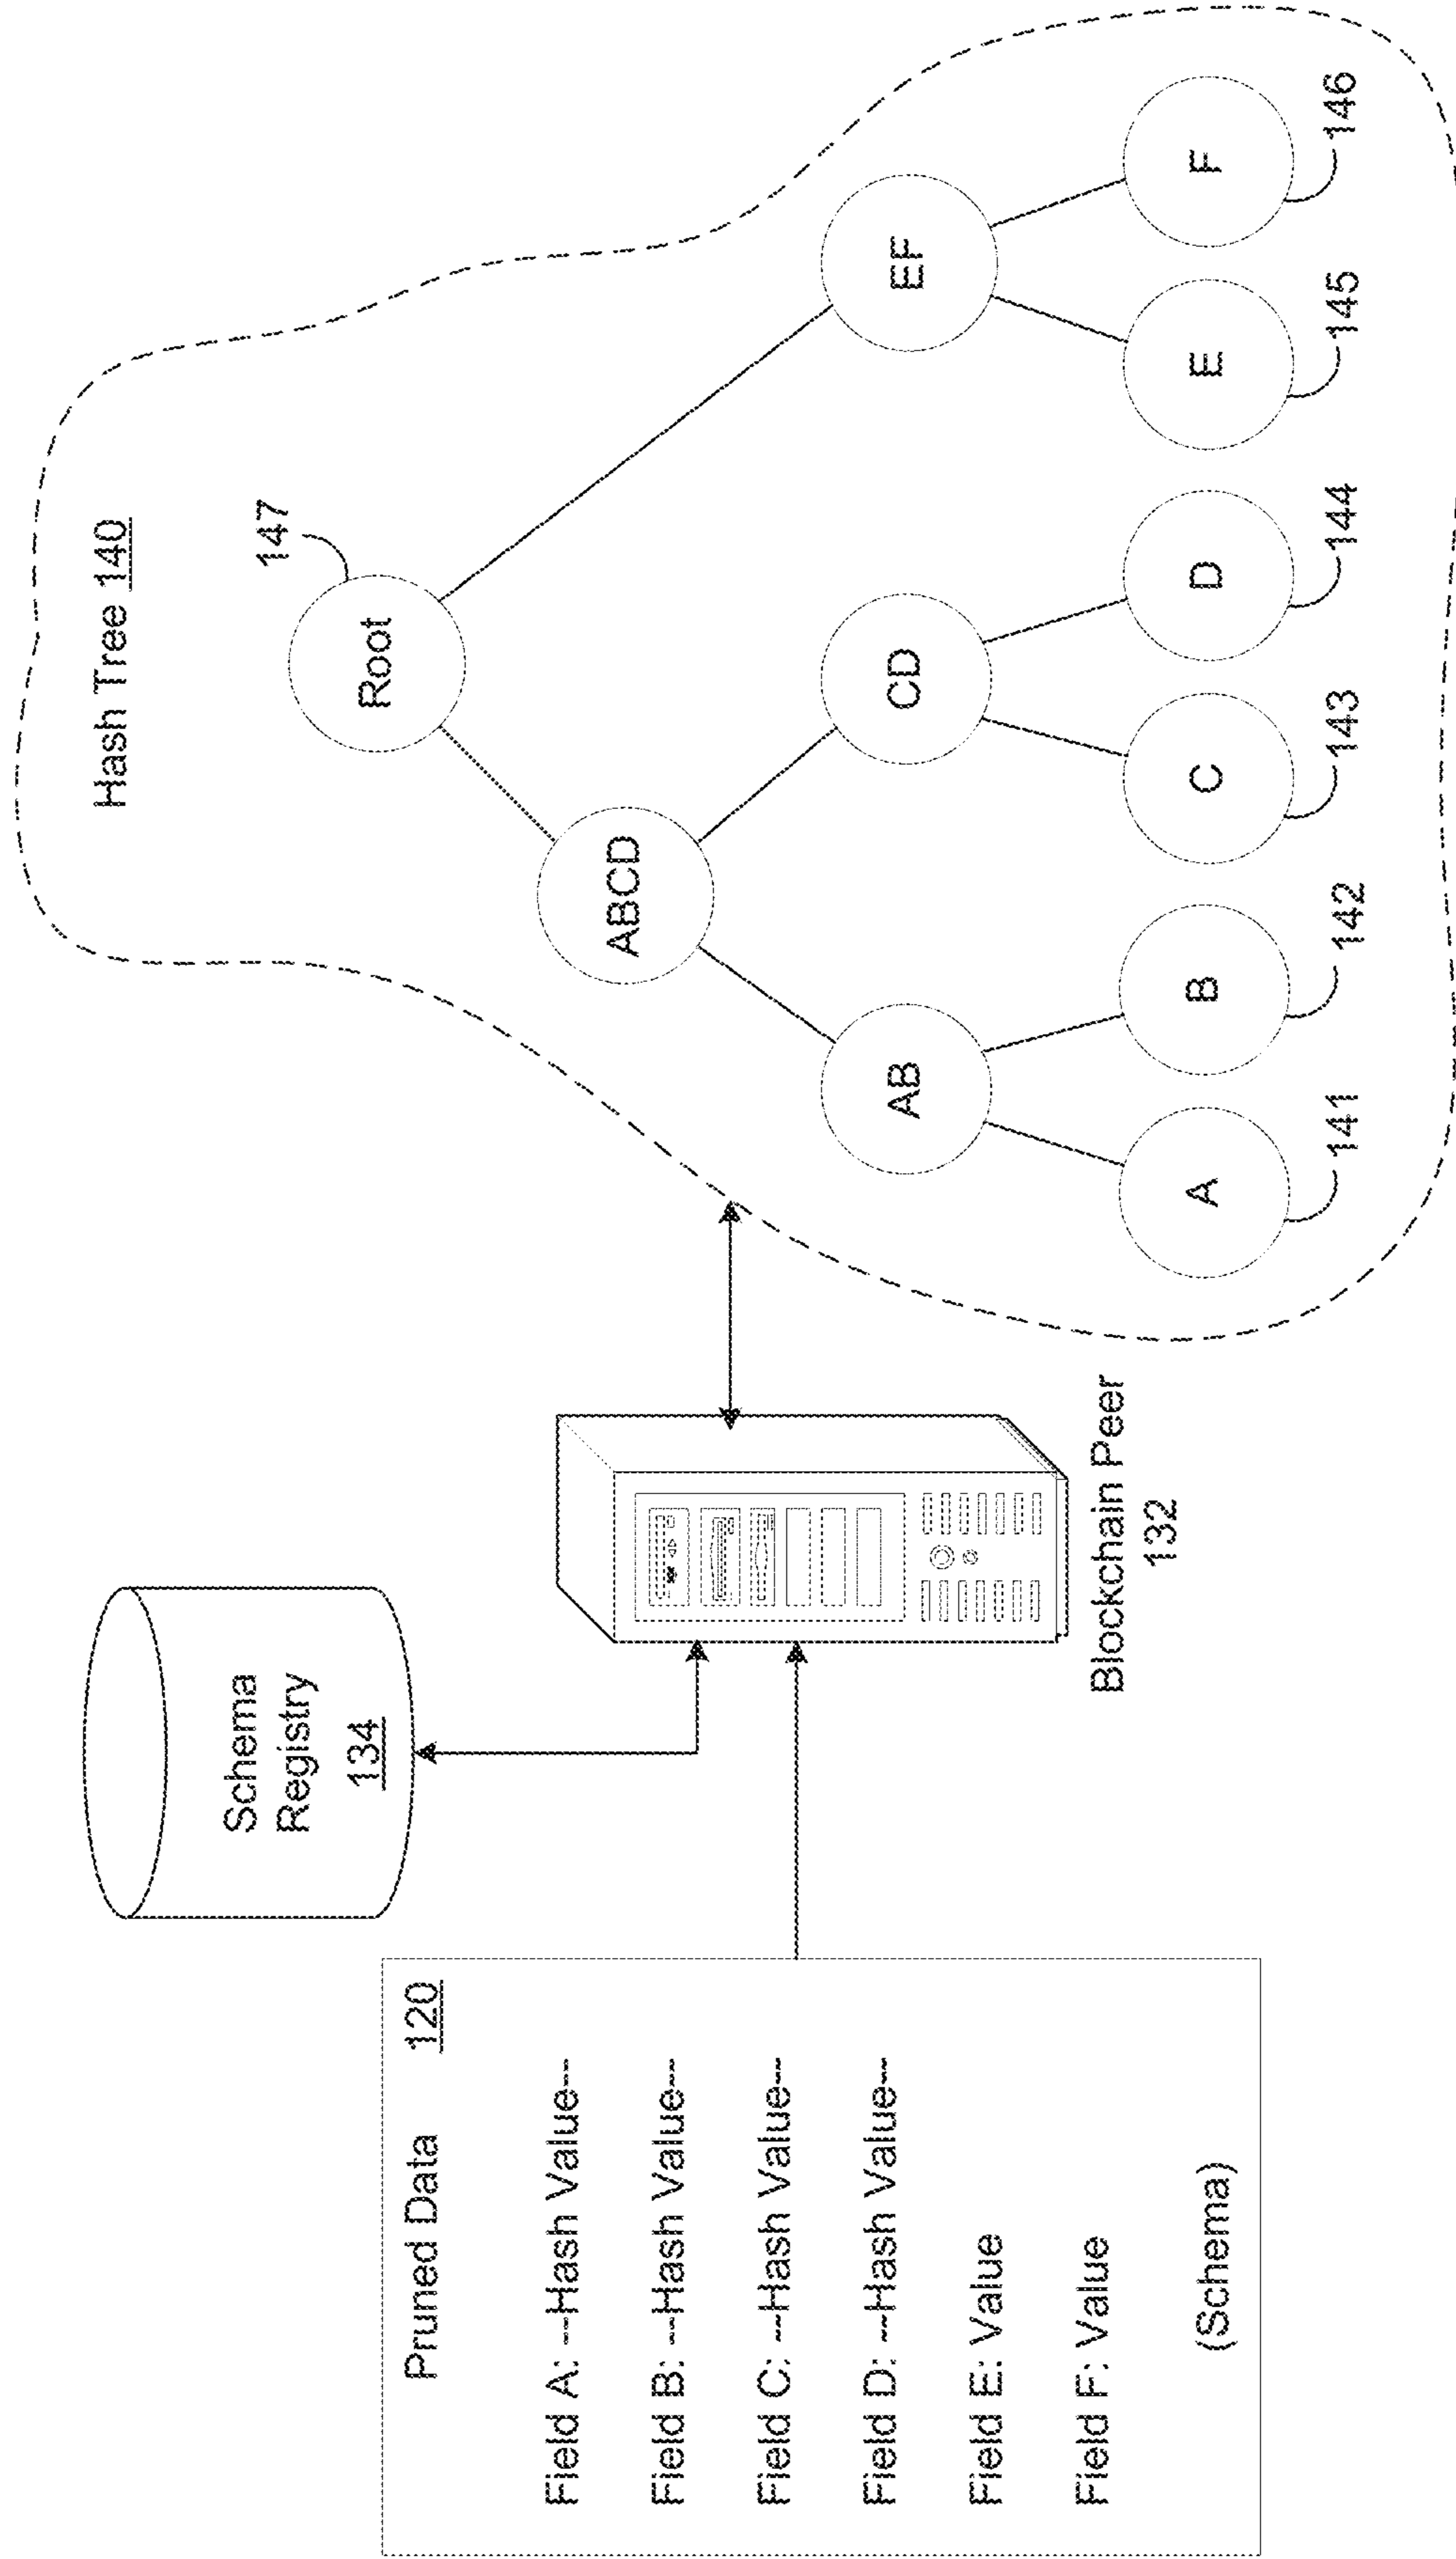 Pruned Data 120
Field A: ---Hash Value---
Field B: ---Hash Value---
Field C: ---Hash Value---
Field D: ---Hash Value---
Field E: Value
Field F: Value
(Schema)
Schema
Registry
134
Blockchain Peer
132
Hash Tree 140
147
Root
ABCD
AB
CD
EF
A
B
C
D
E
F
141
142
143
144
145
146